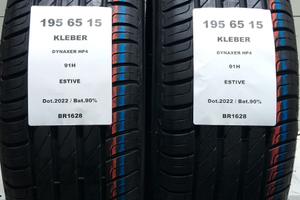 195 65 15
KLEBER
DYNAXER HP4
91H
ESTIVE
Dot.2022 / Bat.90%
BR1628
195 65 15
KLEBER
DYNAXER HP4
91H
ESTIVE
Dot.2022 / Bat.90%
BR1628